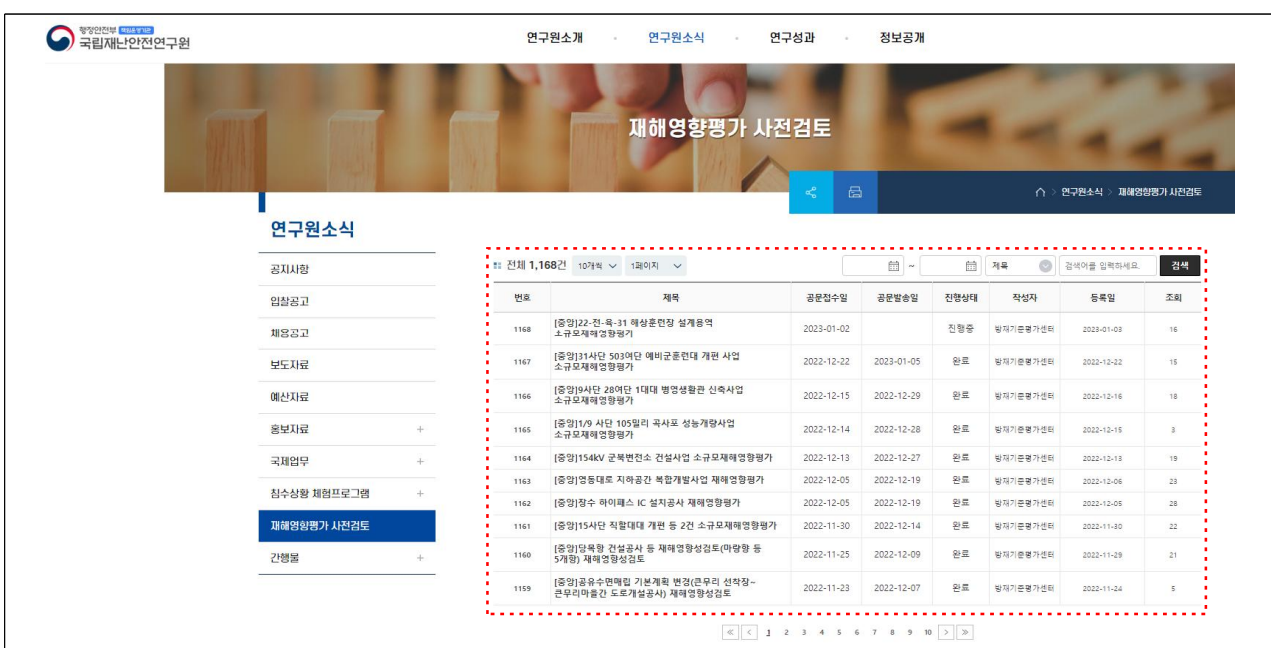 행정안전부 책임운영기관
국립재난안전연구원
연구원소개 연구원소식 연구성과 정보공개
재해영향평가 사전검토
연구원소식 > 재해영향평가 사전검토
연구원소식
공지사항
입찰공고
채용공고
보도자료
예산자료
홍보자료 +
국제업무 +
침수상황 체험프로그램 +
재해영향평가 사전검토
간행물 +
전체 1,168건 10개씩 1페이지 ~ 제목 검색어를 입력하세요. 검색
번호 제목 공문접수일 공문발송일 진행상태 작성자 등록일 조회
1168 [중앙]22-전-육-31 해상훈련장 설계용역 2023-01-02 진행중 방재기준평가센터 2023-01-03 16
소규모재해영향평가
1167 [중앙]31사단 503여단 예비군훈련대 개편 사업 2022-12-22 2023-01-05 완료 방재기준평가센터 2022-12-22 15
소규모재해영향평가
1166 [중앙]9사단 28여단 1대대 병영생활관 신축사업 2022-12-15 2022-12-29 완료 방재기준평가센터 2022-12-16 18
소규모재해영향평가
1165 [중앙]1/9 사단 105밀리 곡사포 성능개량사업 2022-12-14 2022-12-28 완료 방재기준평가센터 2022-12-15 3
소규모재해영향평가
1164 [중앙]154kV 군북변전소 건설사업 소규모재해영향평가 2022-12-13 2022-12-27 완료 방재기준평가센터 2022-12-13 19
1163 [중앙]영동대로 지하공간 복합개발사업 재해영향평가 2022-12-05 2022-12-19 완료 방재기준평가센터 2022-12-06 23
1162 [중앙]장수 하이패스 IC 설치공사 재해영향평가 2022-12-05 2022-12-19 완료 방재기준평가센터 2022-12-05 28
1161 [중앙]15사단 직할대대 개편 등 2건 소규모재해영향평가 2022-11-30 2022-12-14 완료 방재기준평가센터 2022-11-30 22
1160 [중앙]당목항 건설공사 등 재해영향성검토(마량항 등 2022-11-25 2022-12-09 완료 방재기준평가센터 2022-11-29 21
5개항) 재해영향성검토
1159 [중앙]공유수면매립 기본계획 변경(큰무리 선착장~ 2022-11-23 2022-12-07 완료 방재기준평가센터 2022-11-24 5
큰무리마을간 도로개설공사) 재해영향성검토
≪ < 1 2 3 4 5 6 7 8 9 10 > ≫